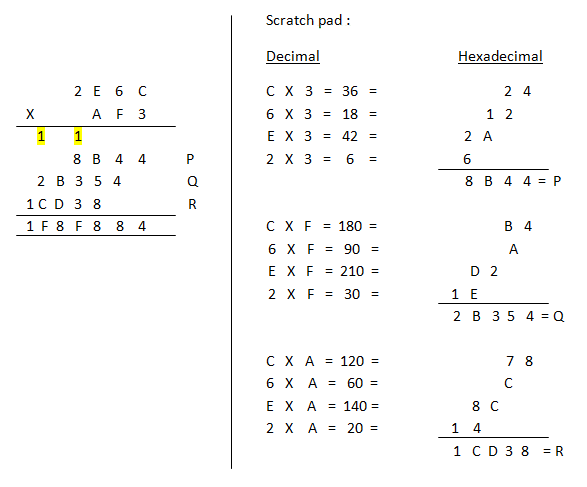 2 E 6 C
X A F 3
1 1
8 B 4 4 P
2 B 3 5 4 Q
1 C D 3 8 R
1 F 8 F 8 8 4
Scratch pad :
Decimal Hexadecimal
C X 3 = 36 = 2 4
6 X 3 = 18 = 1 2
E X 3 = 42 = 2 A
2 X 3 = 6 = 6
8 B 4 4 = P
C X F = 180 = B 4
6 X F = 90 = A
E X F = 210 = D 2
2 X F = 30 = 1 E
2 B 3 5 4 = Q
C X A = 120 = 7 8
6 X A = 60 = C
E X A = 140 = 8 C
2 X A = 20 = 1 4
1 C D 3 8 = R